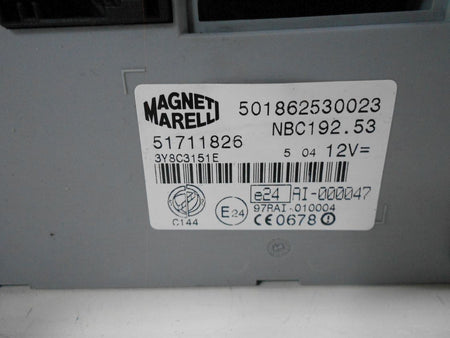 MAGNETI
MARELLI
501862530023
NBC192.53
51711826
5 04 12V=
3Y8C3151E
e24 AI-000047
E24 97RAI-010004
C144
CE0678